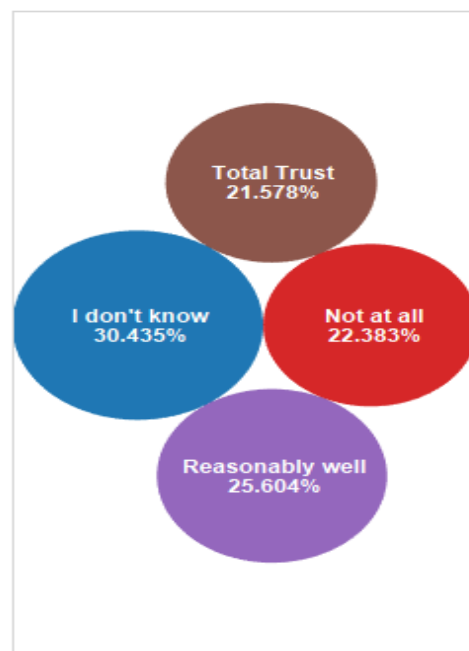 Total Trust
21.578%
I don't know
30.435%
Not at all
22.383%
Reasonably well
25.604%